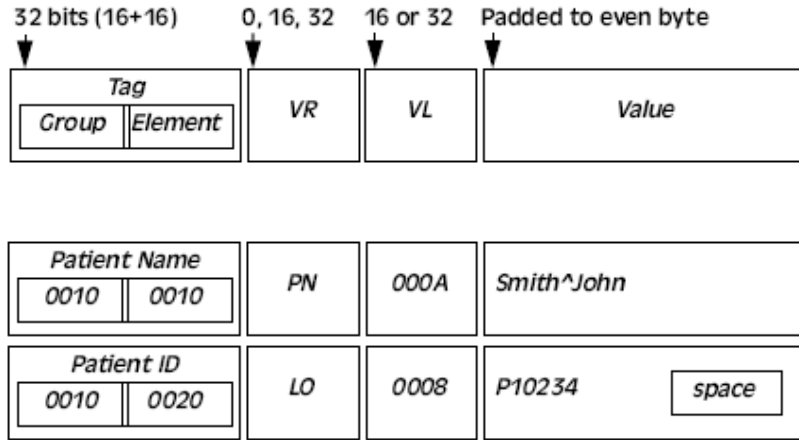 32 bits (16+16) 0, 16, 32 16 or 32 Padded to even byte
Tag
Group Element VR VL Value
Patient Name
0010 0010 PN 000A Smith^John
Patient ID
0010 0020 LO 0008 P10234 space